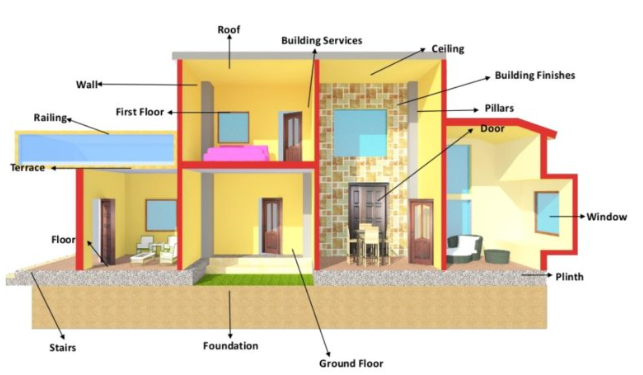 Roof
Building Services
Ceiling
Building Finishes
Wall
First Floor
Pillars
Railing
Door
Terrace
Window
Floor
Plinth
Stairs
Foundation
Ground Floor